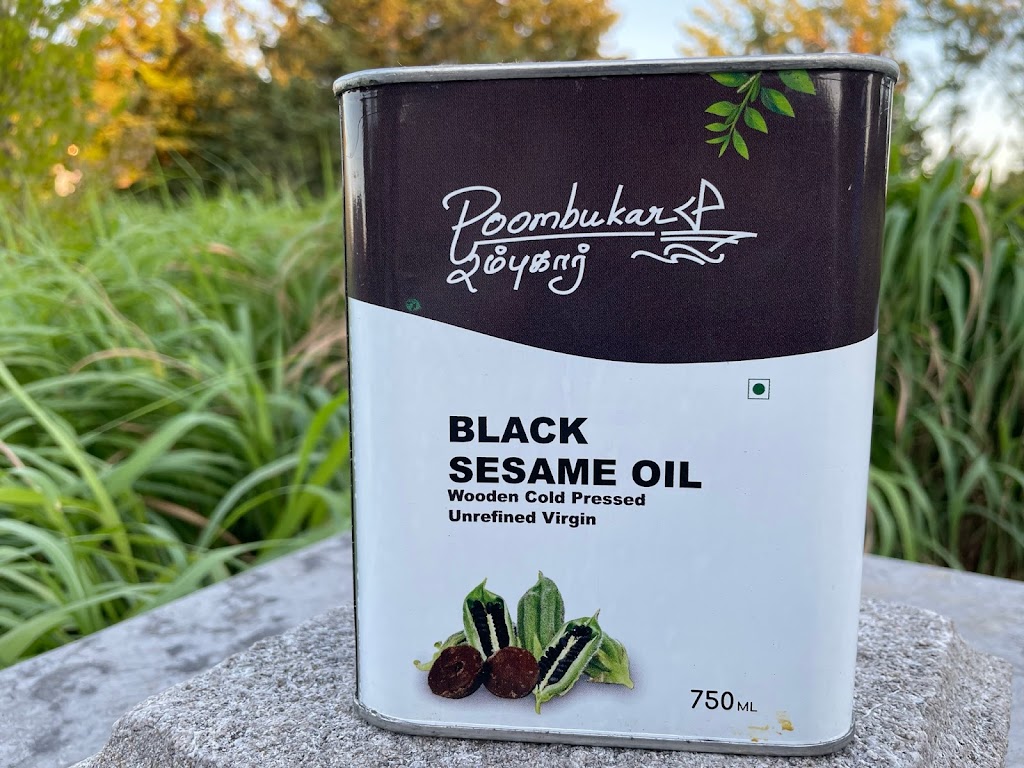 Poombukar
பூம்புகார்
BLACK
SESAME OIL
Wooden Cold Pressed
Unrefined Virgin
750 ML